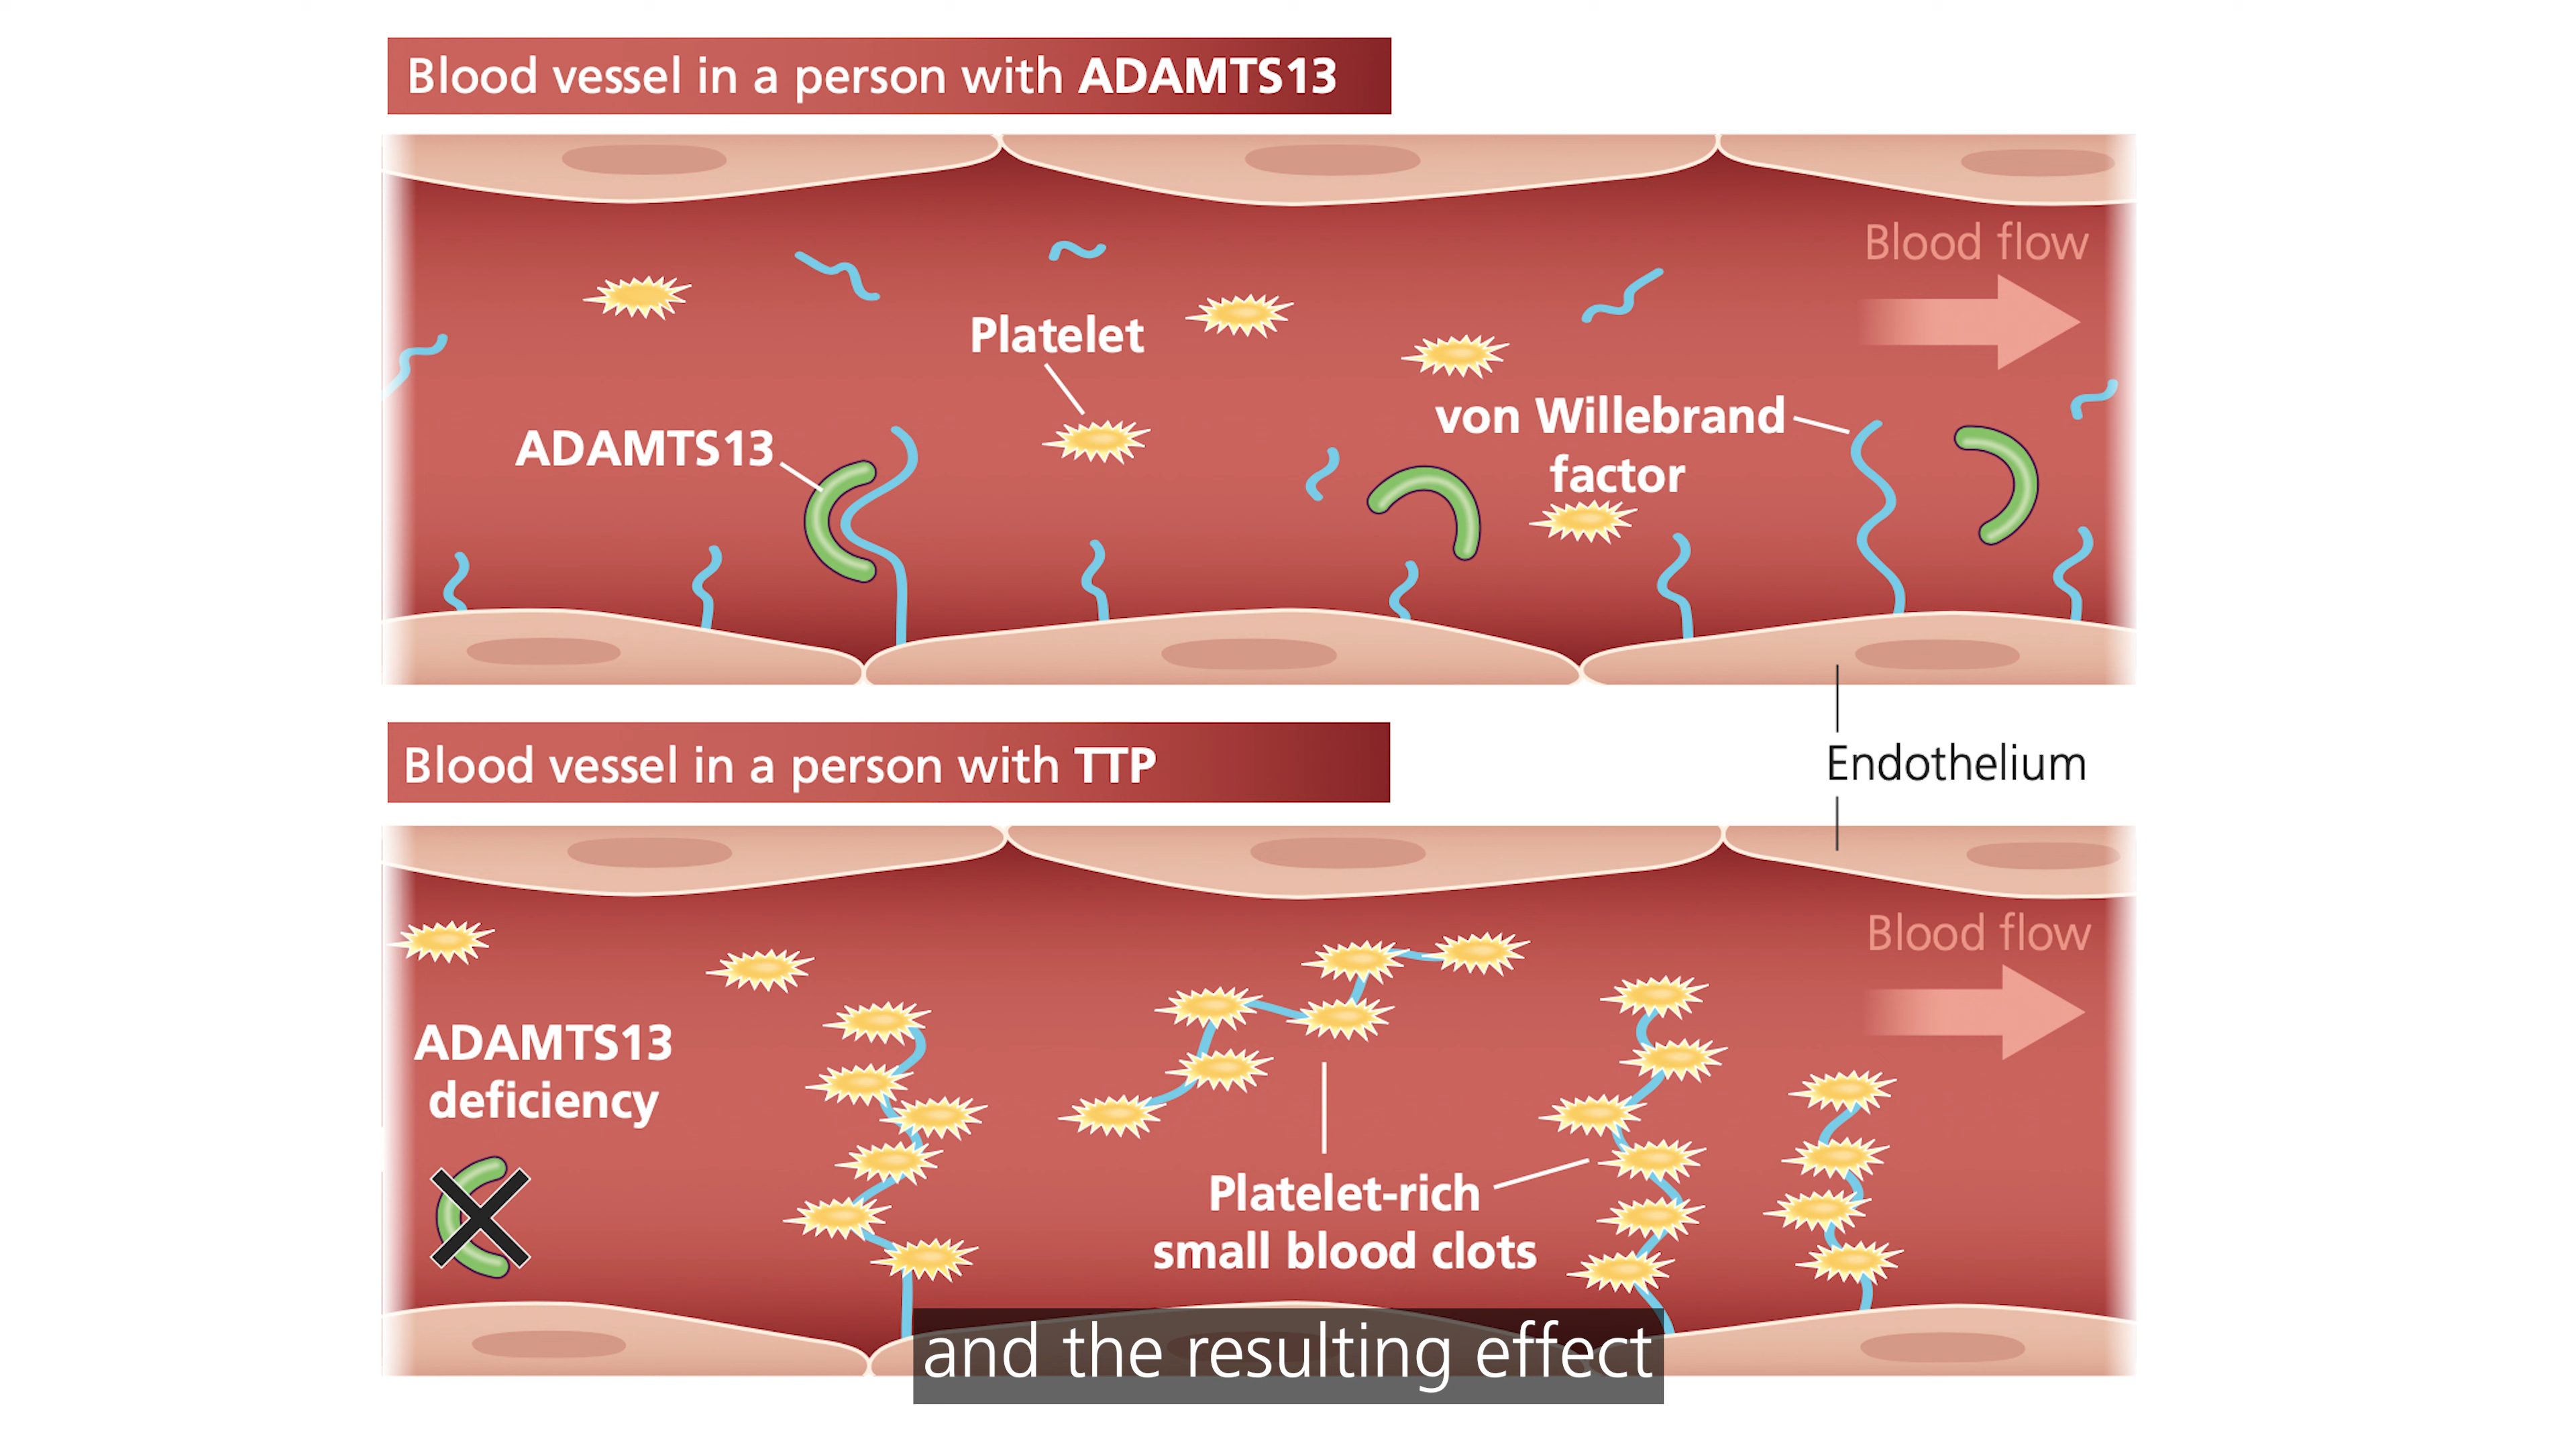 Blood vessel in a person with ADAMTS13
Blood flow
Platelet
von Willebrand
factor
ADAMTS13
Endothelium
Blood vessel in a person with TTP
Blood flow
ADAMTS13
deficiency
Platelet-rich
small blood clots
and the resulting effect